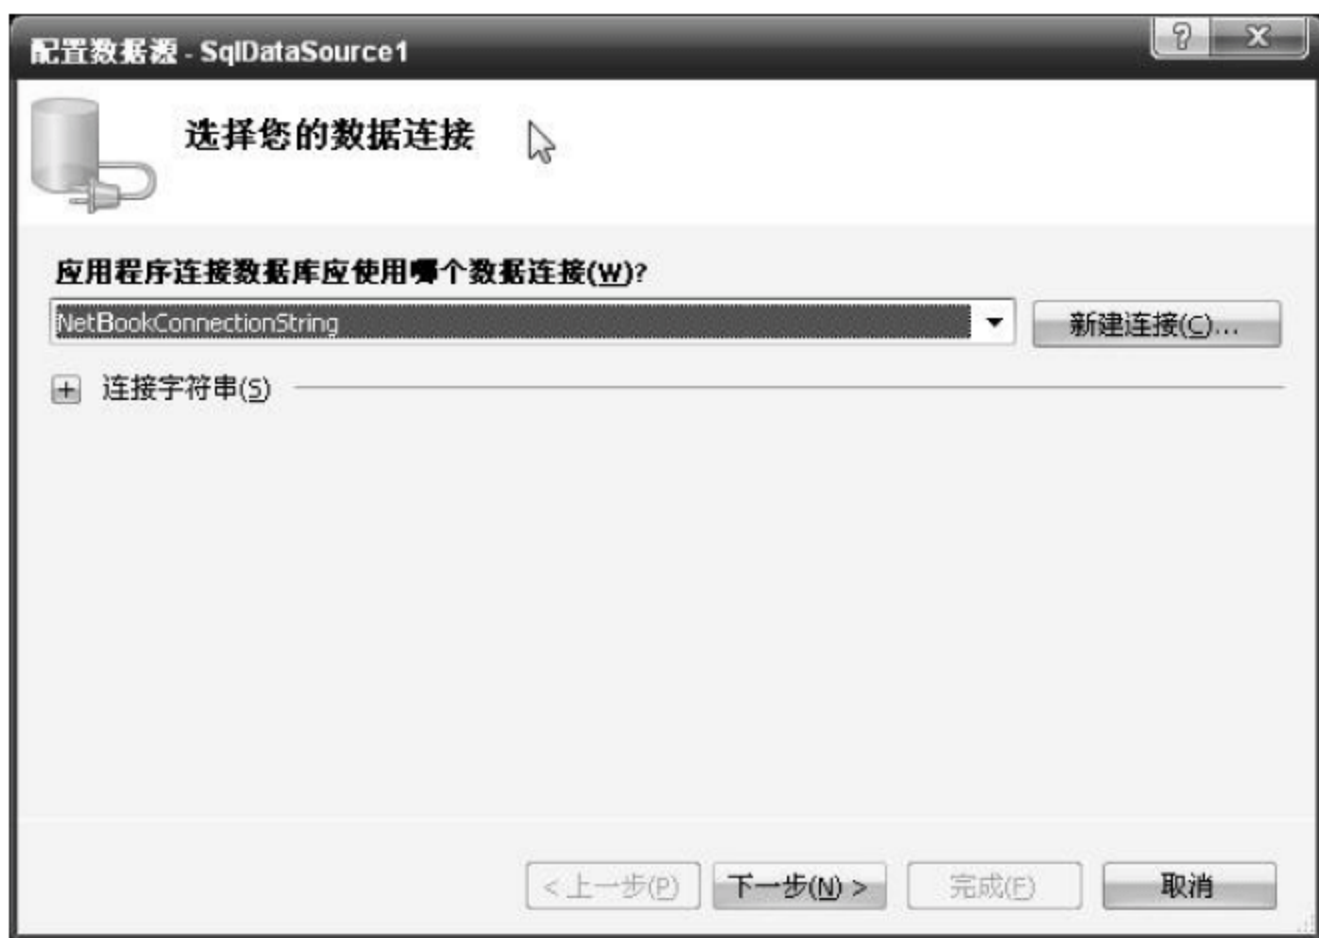 配置数据源 - SqlDataSource1
选择您的数据连接
应用程序连接数据库应使用哪个数据连接(W)?
NetBookConnectionString
新建连接(C)...
连接字符串(S)
< 上一步(P)
下一步(N) >
完成(F)
取消